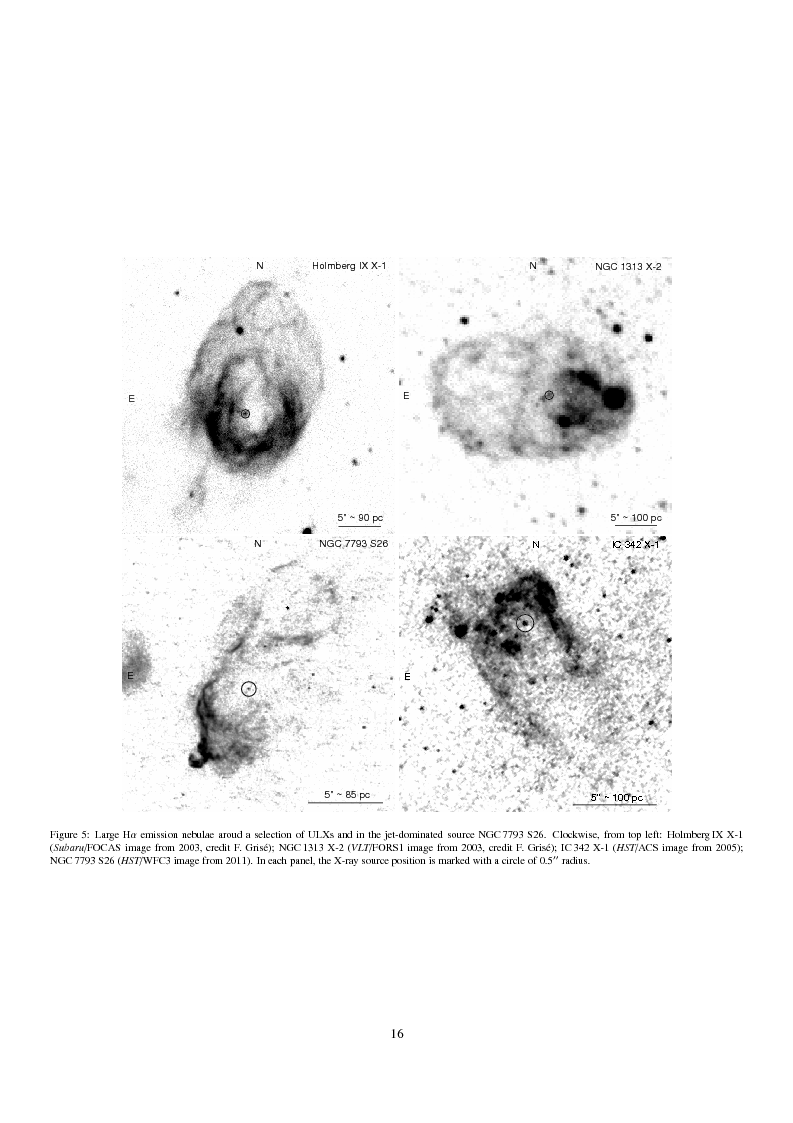 N Holmberg IX X-1
E
5" ~ 90 pc
N NGC 1313 X-2
E
5" ~ 100 pc
N NGC 7793 S26
E
5" ~ 85 pc
N IC 342 X-1
E
5" ~ 100 pc
Figure 5: Large Hα emission nebulae aroud a selection of ULXs and in the jet-dominated source NGC 7793 S26. Clockwise, from top left: Holmberg IX X-1
(Subaru/FOCAS image from 2003, credit F. Grisé); NGC 1313 X-2 (VLT/FORS1 image from 2003, credit F. Grisé); IC 342 X-1 (HST/ACS image from 2005);
NGC 7793 S26 (HST/WFC3 image from 2011). In each panel, the X-ray source position is marked with a circle of 0.5′′ radius.
16